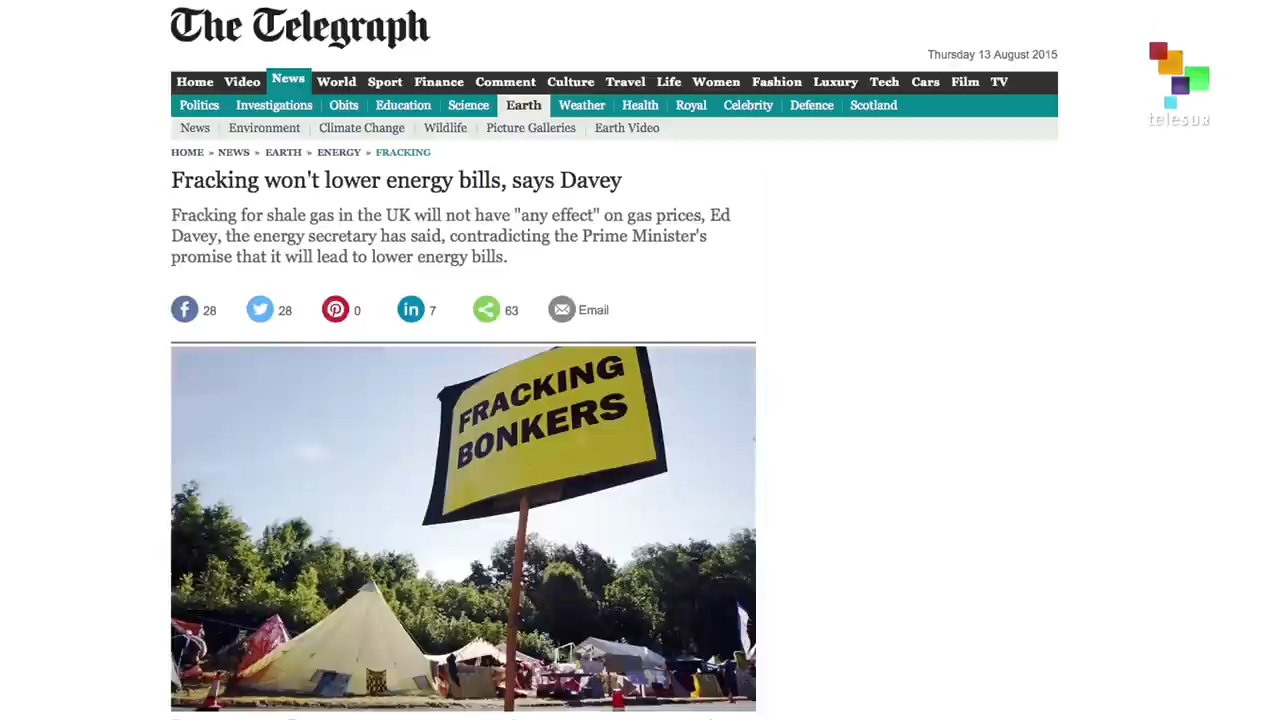 The Telegraph
Thursday 13 August 2015
teleSUR
Home Video News World Sport Finance Comment Culture Travel Life Women Fashion Luxury Tech Cars Film TV
Politics Investigations Obits Education Science Earth Weather Health Royal Celebrity Defence Scotland
News Environment Climate Change Wildlife Picture Galleries Earth Video
HOME » NEWS » EARTH » ENERGY » FRACKING
Fracking won't lower energy bills, says Davey
Fracking for shale gas in the UK will not have "any effect" on gas prices, Ed
Davey, the energy secretary has said, contradicting the Prime Minister's
promise that it will lead to lower energy bills.
28 28 0 in 7 63 Email
FRACKING
BONKERS